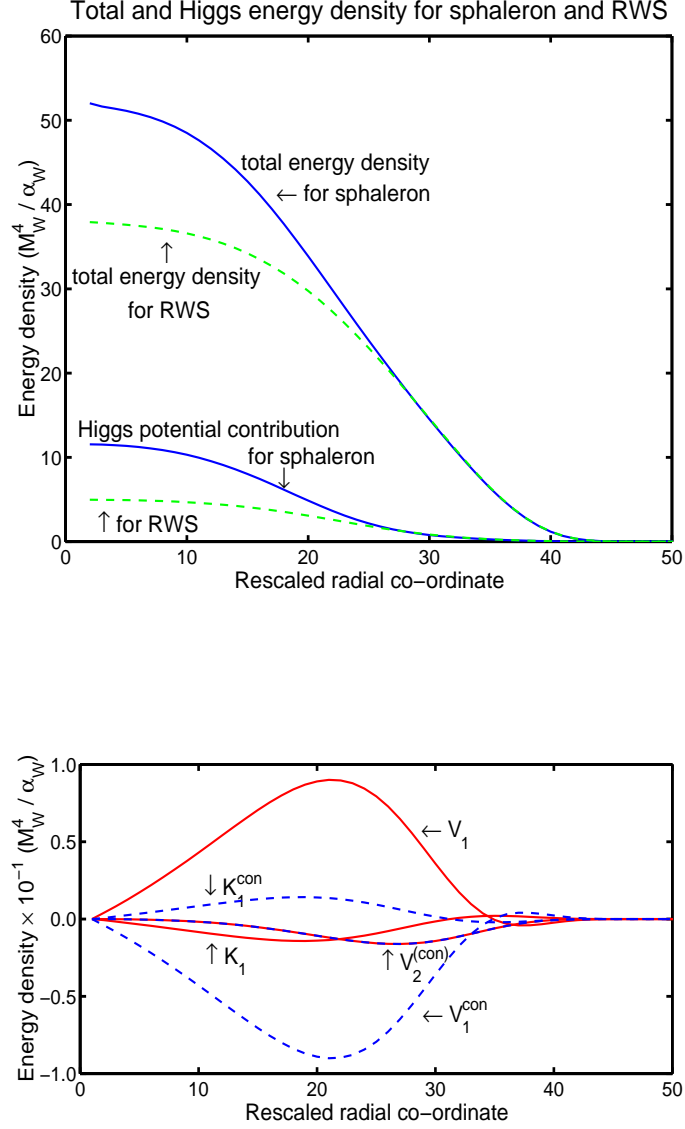 Total and Higgs energy density for sphaleron and RWS
60
50
40
30
20
10
0
Energy density (M_W^4 / α_W)
total energy density
← for sphaleron
↑
total energy density
for RWS
Higgs potential contribution
for sphaleron
↓
↑ for RWS
0 10 20 30 40 50
Rescaled radial co-ordinate
1.0
0.5
0.0
−0.5
−1.0
Energy density × 10^−1 (M_W^4 / α_W)
← V_1
↓ K_1^con
↑ K_1
↑ V_2^(con)
← V_1^con
0 10 20 30 40 50
Rescaled radial co-ordinate